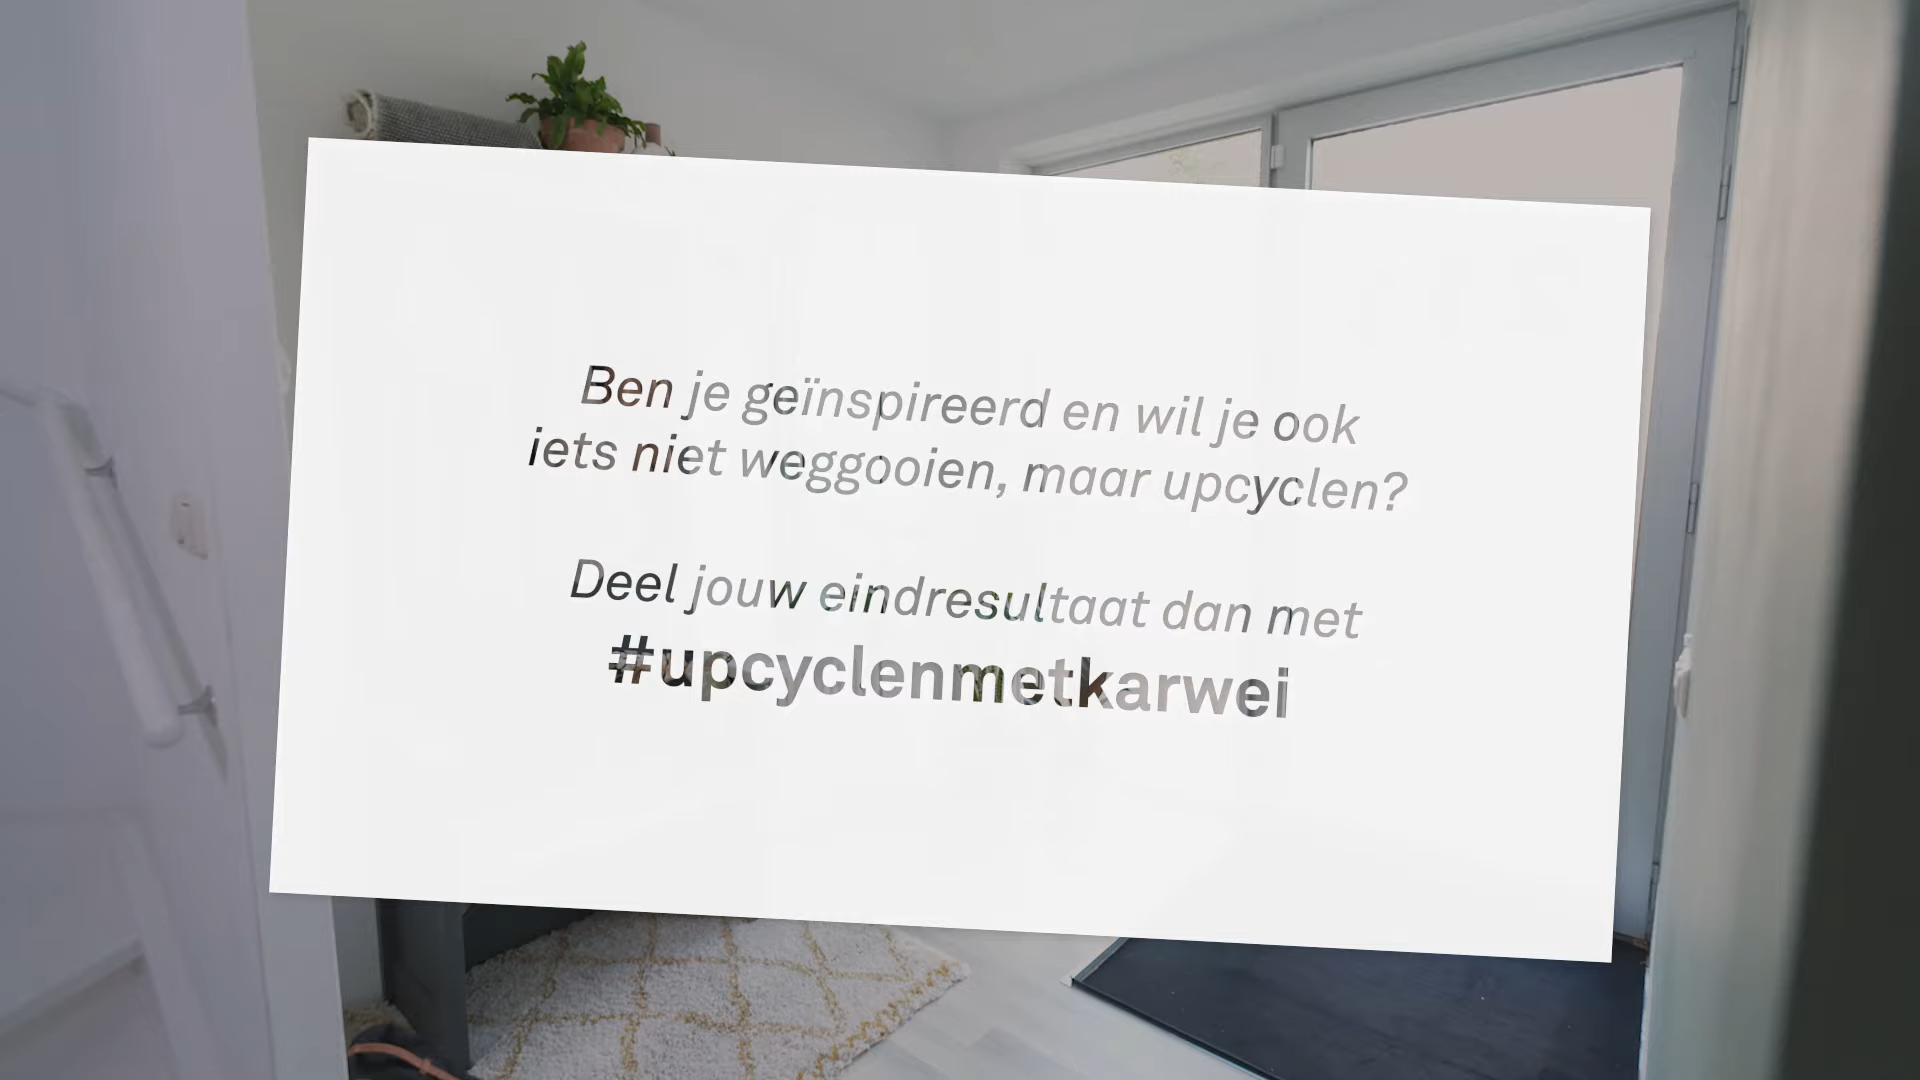 Ben je geïnspireerd en wil je ook
iets niet weggooien, maar upcyclen?
Deel jouw eindresultaat dan met
#upcyclenmetkarwei